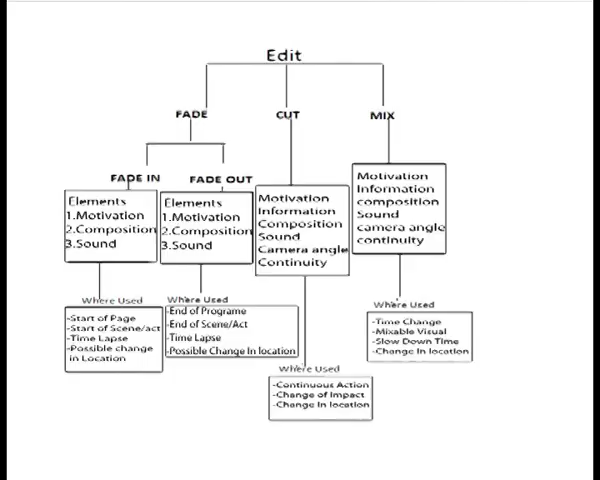 Edit
FADE
CUT
MIX
FADE IN
FADE OUT
Elements
1.Motivation
2.Composition
3.Sound
Elements
1.Motivation
2.Composition
3.Sound
Motivation
Information
Composition
Sound
Camera angle
Continuity
Motivation
Information
composition
Sound
camera angle
continuity
Where Used
-Start of Page
-Start of Scene/act
-Time Lapse
-Possible change
in Location
Where Used
-End of Programe
-End of Scene/Act
-Time Lapse
-Possible Change In location
Where Used
-Continuous Action
-Change of Impact
-Change In location
Where Used
-Time Change
-Mixable Visual
-Slow Down Time
-Change In location